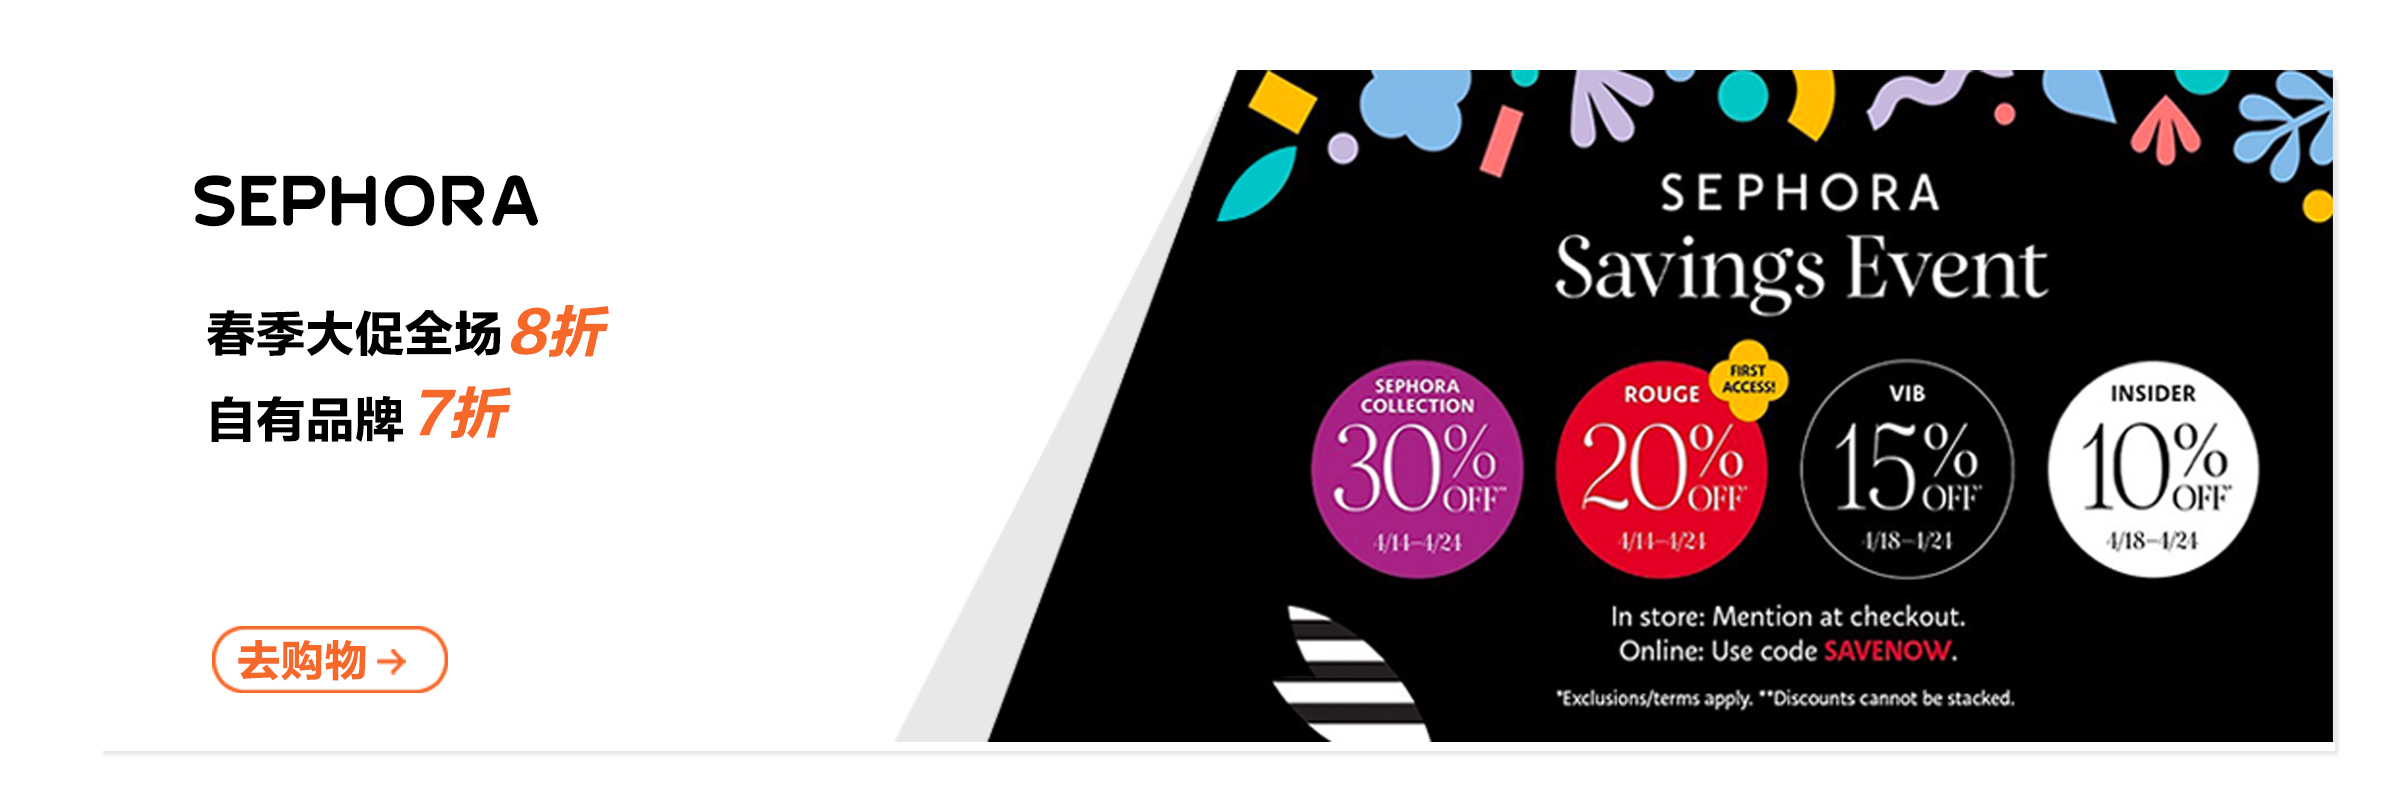 SEPHORA
春季大促全场8折
自有品牌7折
去购物→
SEPHORA
Savings Event
SEPHORA
COLLECTION
30%
OFF**
4/14–4/24
FIRST
ACCESS!
ROUGE
20%
OFF*
4/14–4/24
VIB
15%
OFF*
4/18–4/24
INSIDER
10%
OFF*
4/18–4/24
In store: Mention at checkout.
Online: Use code SAVENOW.
*Exclusions/terms apply. **Discounts cannot be stacked.